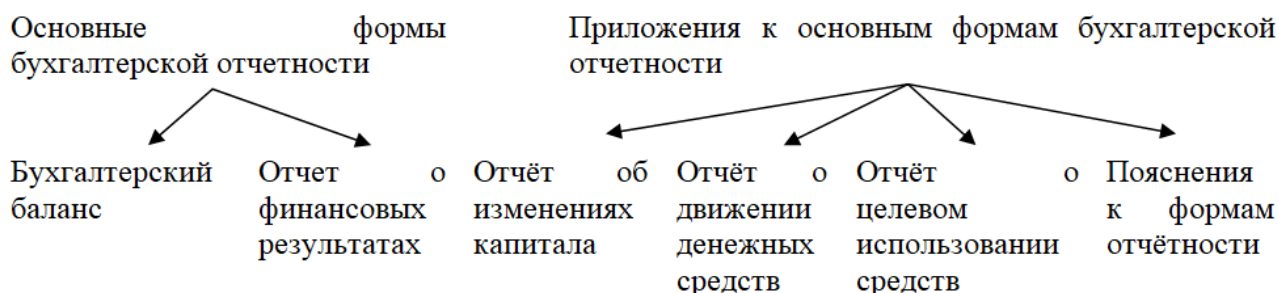 Основные формы
бухгалтерской отчетности
Приложения к основным формам бухгалтерской
отчетности
Бухгалтерский
баланс
Отчет о
финансовых
результатах
Отчёт об
изменениях
капитала
Отчёт о
движении
денежных
средств
Отчёт о
целевом
использовании
средств
Пояснения
к формам
отчётности